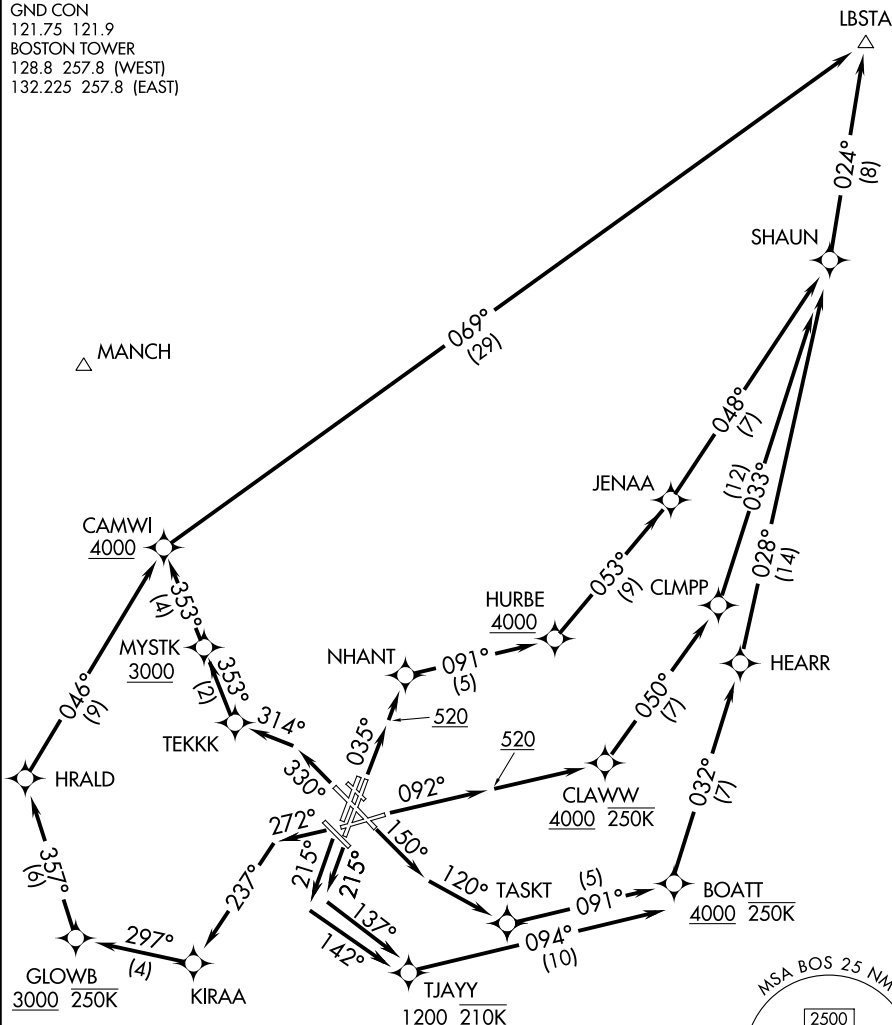 GND CON
121.75 121.9
BOSTON TOWER
128.8 257.8 (WEST)
132.225 257.8 (EAST)
LBSTA
024°
(8)
SHAUN
069°
(29)
MANCH
048°
(7)
JENAA
(12)
033°
028°
(14)
CAMWI
4000
353°
(4)
053°
(9)
CLMPP
HURBE
4000
MYSTK
3000
NHANT
091°
(5)
HEARR
353°
(2)
046°
(9)
050°
(7)
314°
TEKKK
035°
520
520
HRALD
330°
092°
CLAWW
4000 250K
032°
(7)
272°
150°
215°
215°
357°
(6)
237°
120°
TASKT
(5)
091°
BOATT
4000 250K
137°
142°
094°
(10)
297°
(4)
GLOWB
3000 250K
KIRAA
TJAYY
1200 210K
MSA BOS 25 NM
2500